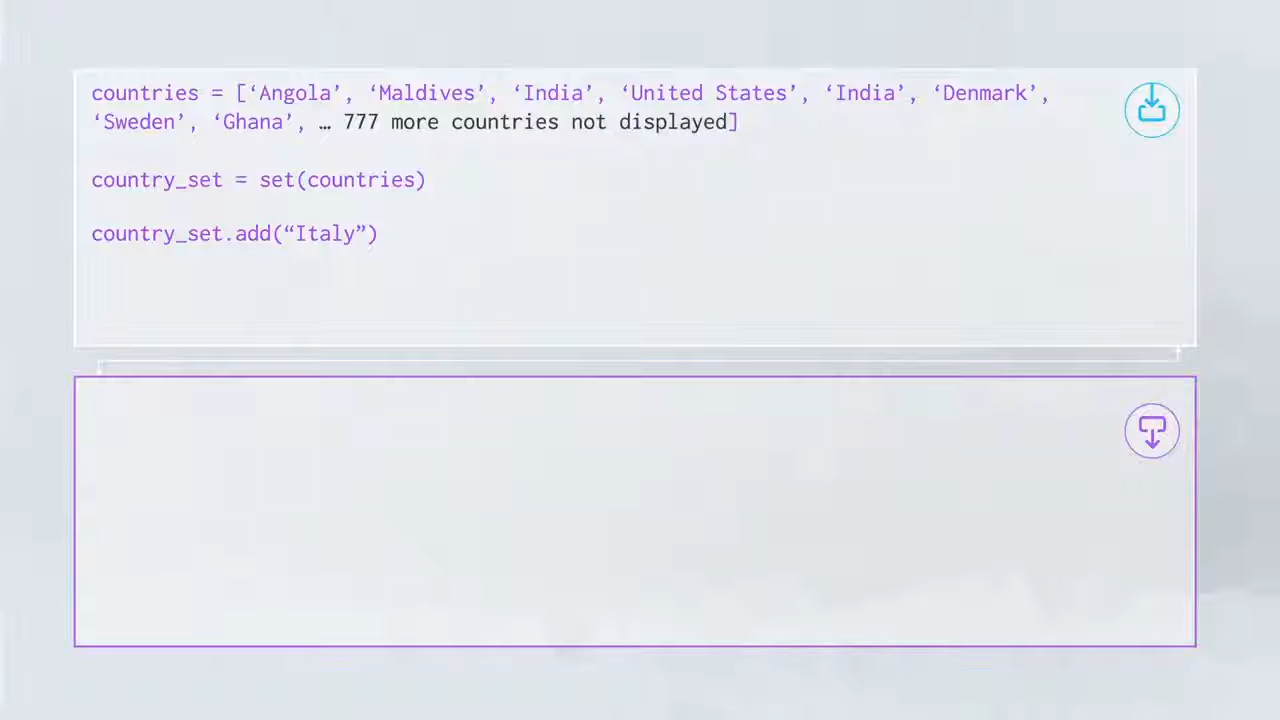 countries = [‘Angola’, ‘Maldives’, ‘India’, ‘United States’, ‘India’, ‘Denmark’,
‘Sweden’, ‘Ghana’, … 777 more countries not displayed]
country_set = set(countries)
country_set.add(“Italy”)